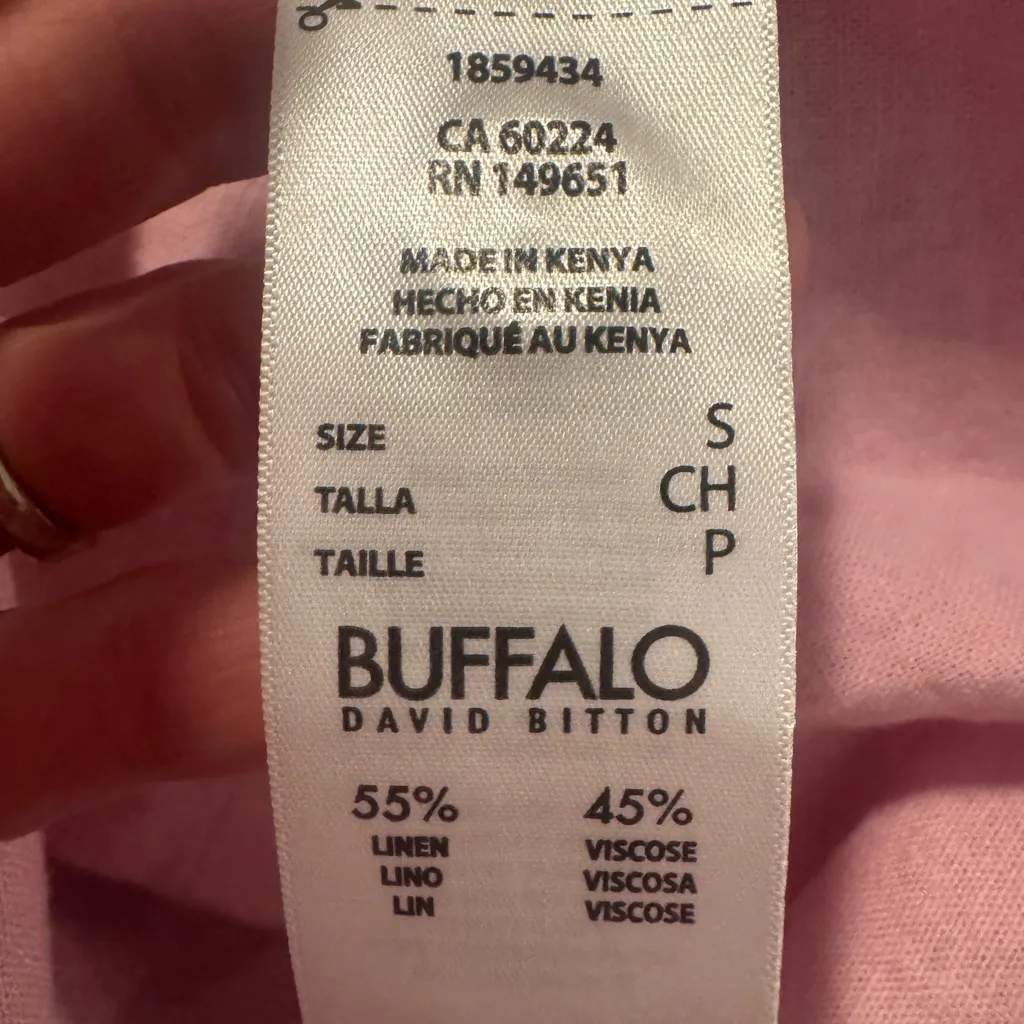 1859434
CA 60224
RN 149651
MADE IN KENYA
HECHO EN KENIA
FABRIQUÉ AU KENYA
SIZE S
TALLA CH
TAILLE P
BUFFALO
DAVID BITTON
55% 45%
LINEN VISCOSE
LINO VISCOSA
LIN VISCOSE